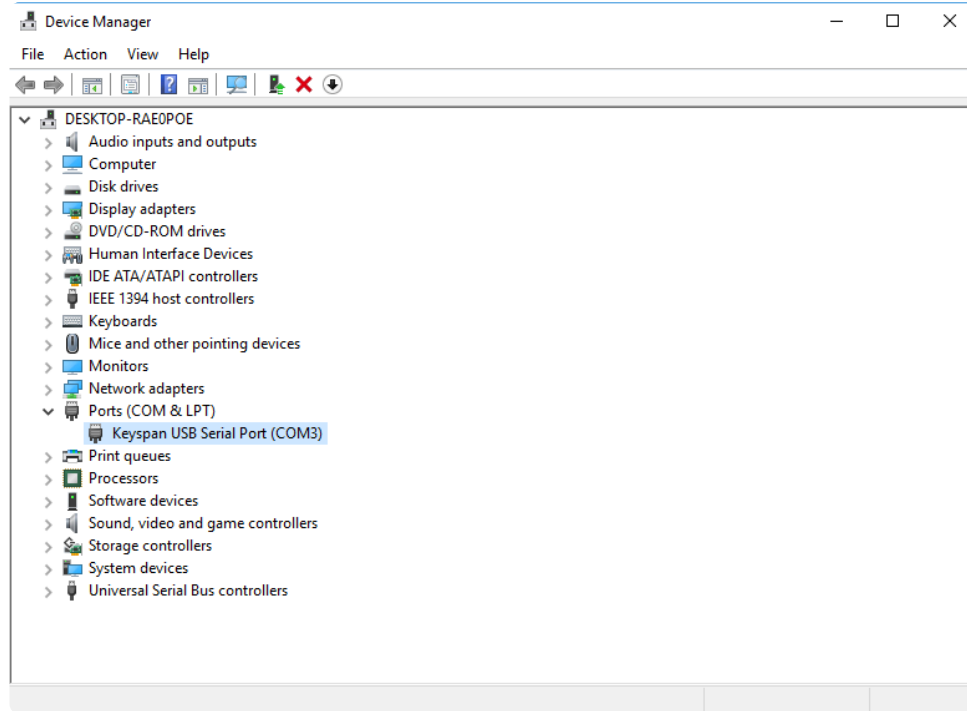 Device Manager
File Action View Help
DESKTOP-RAE0POE
Audio inputs and outputs
Computer
Disk drives
Display adapters
DVD/CD-ROM drives
Human Interface Devices
IDE ATA/ATAPI controllers
IEEE 1394 host controllers
Keyboards
Mice and other pointing devices
Monitors
Network adapters
Ports (COM & LPT)
Keyspan USB Serial Port (COM3)
Print queues
Processors
Software devices
Sound, video and game controllers
Storage controllers
System devices
Universal Serial Bus controllers